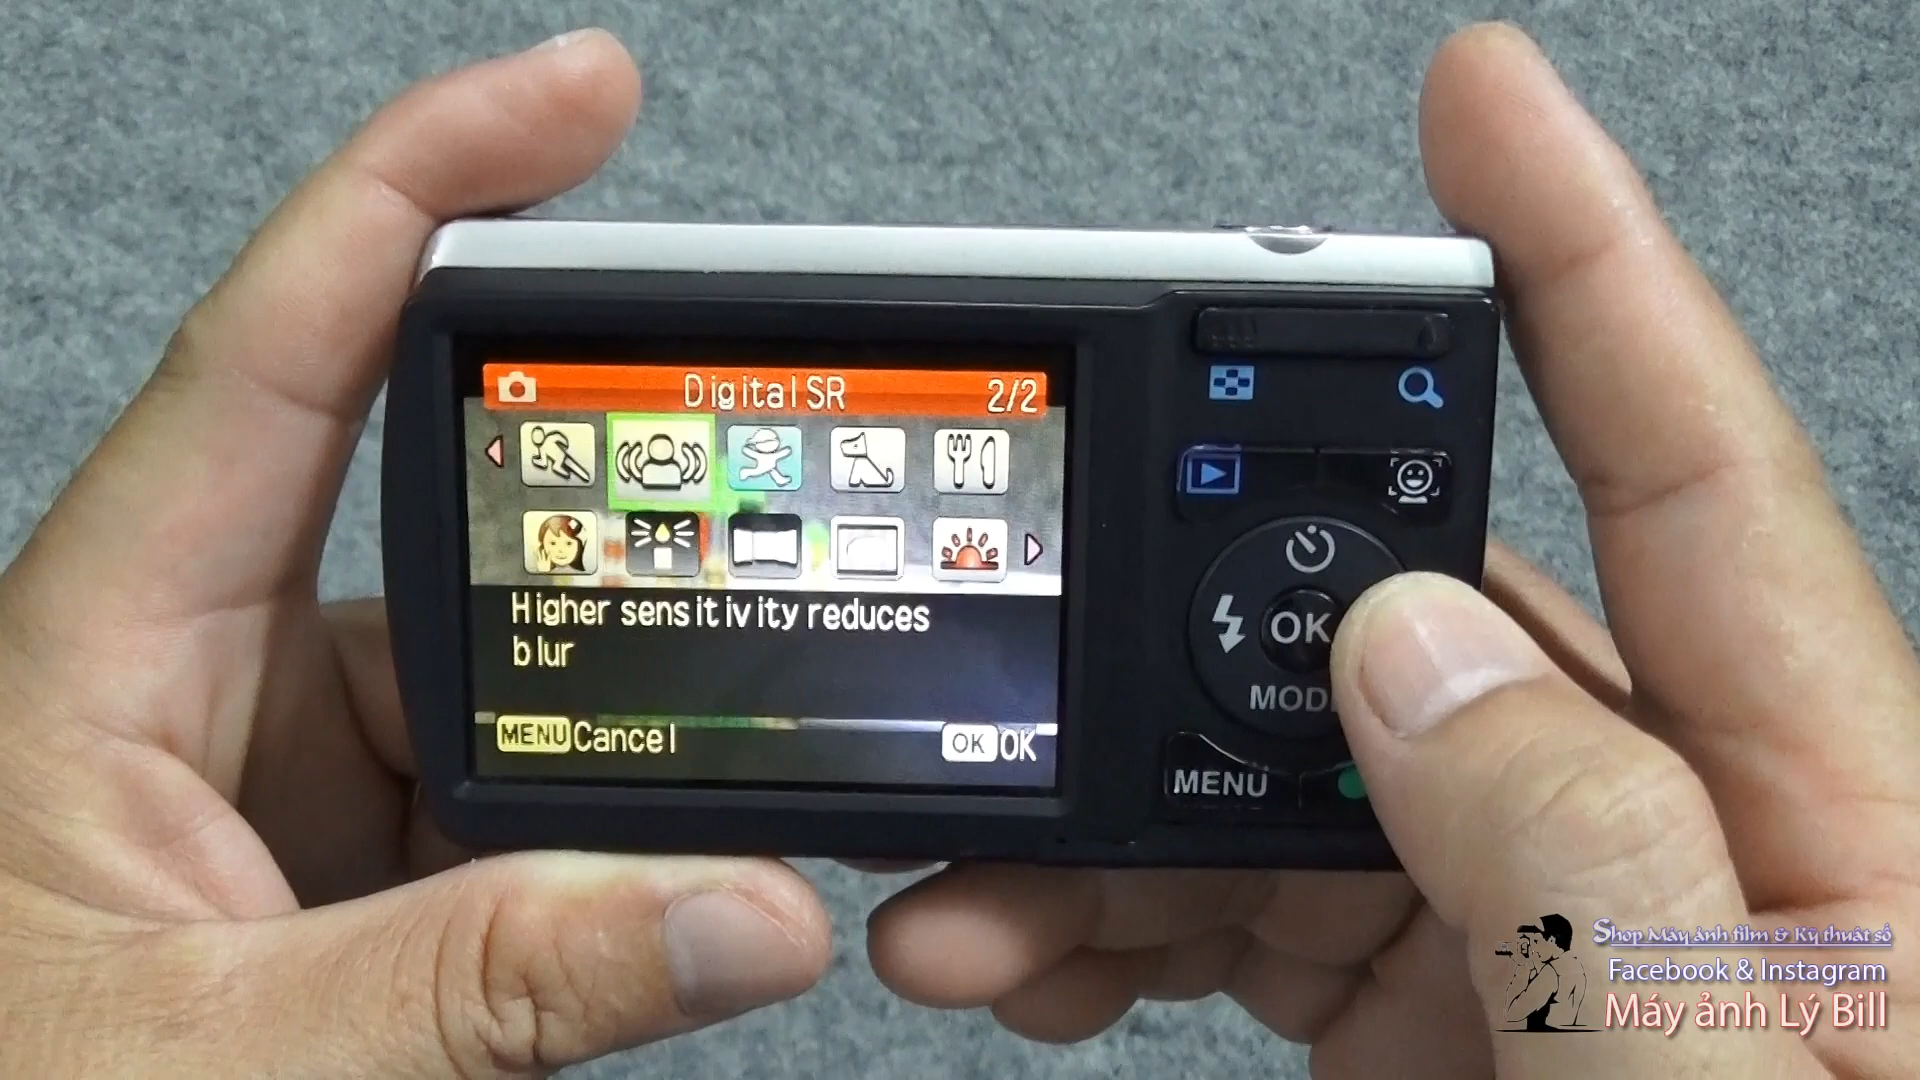 Digital SR 2/2
Higher sensitivity reduces
blur
MENU Cancel OK OK
OK
MENU
Shop Máy ảnh film & Kỹ thuật số
Facebook & Instagram
Máy ảnh Lý Bill